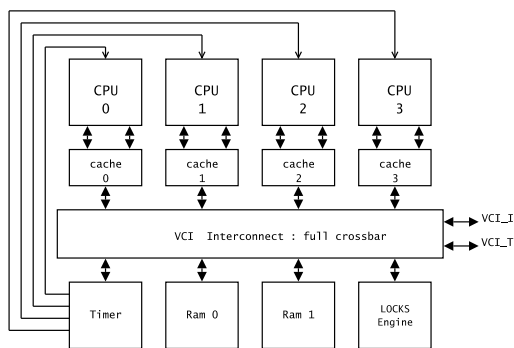 CPU
0
CPU
1
CPU
2
CPU
3
cache
0
cache
1
cache
2
cache
3
VCI Interconnect : full crossbar
VCI_I
VCI_T
Timer
Ram 0
Ram 1
LOCKS
Engine